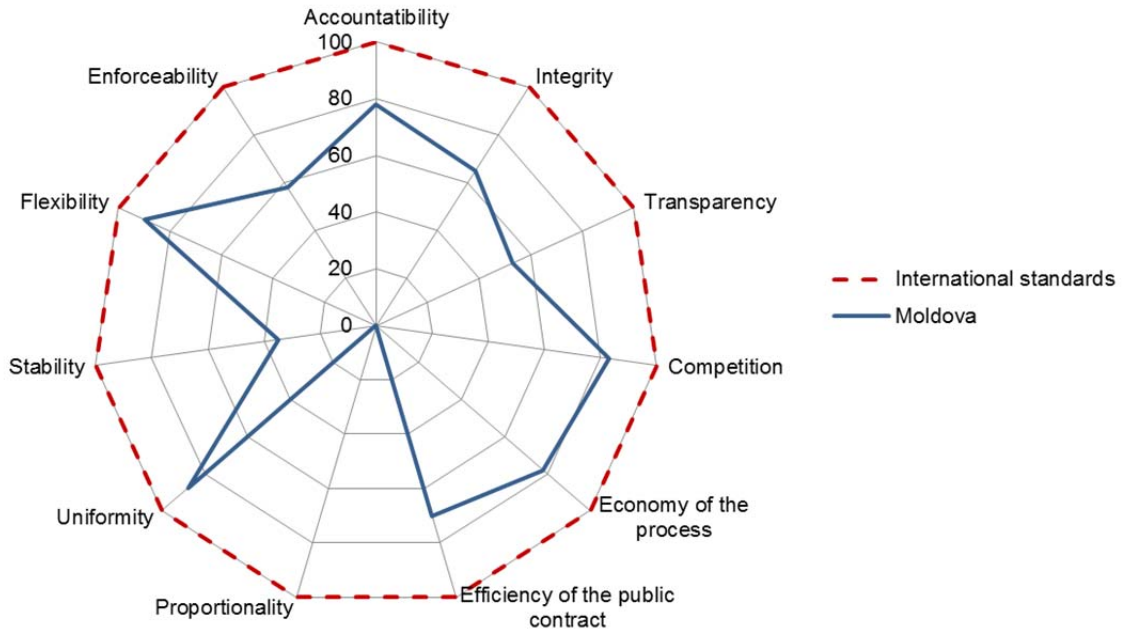 Accountatibility
100
Enforceability
Integrity
80
60
Flexibility
Transparency
40
20
International standards
Moldova
0
Stability
Competition
Economy of the
process
Uniformity
Proportionality
Efficiency of the public
contract